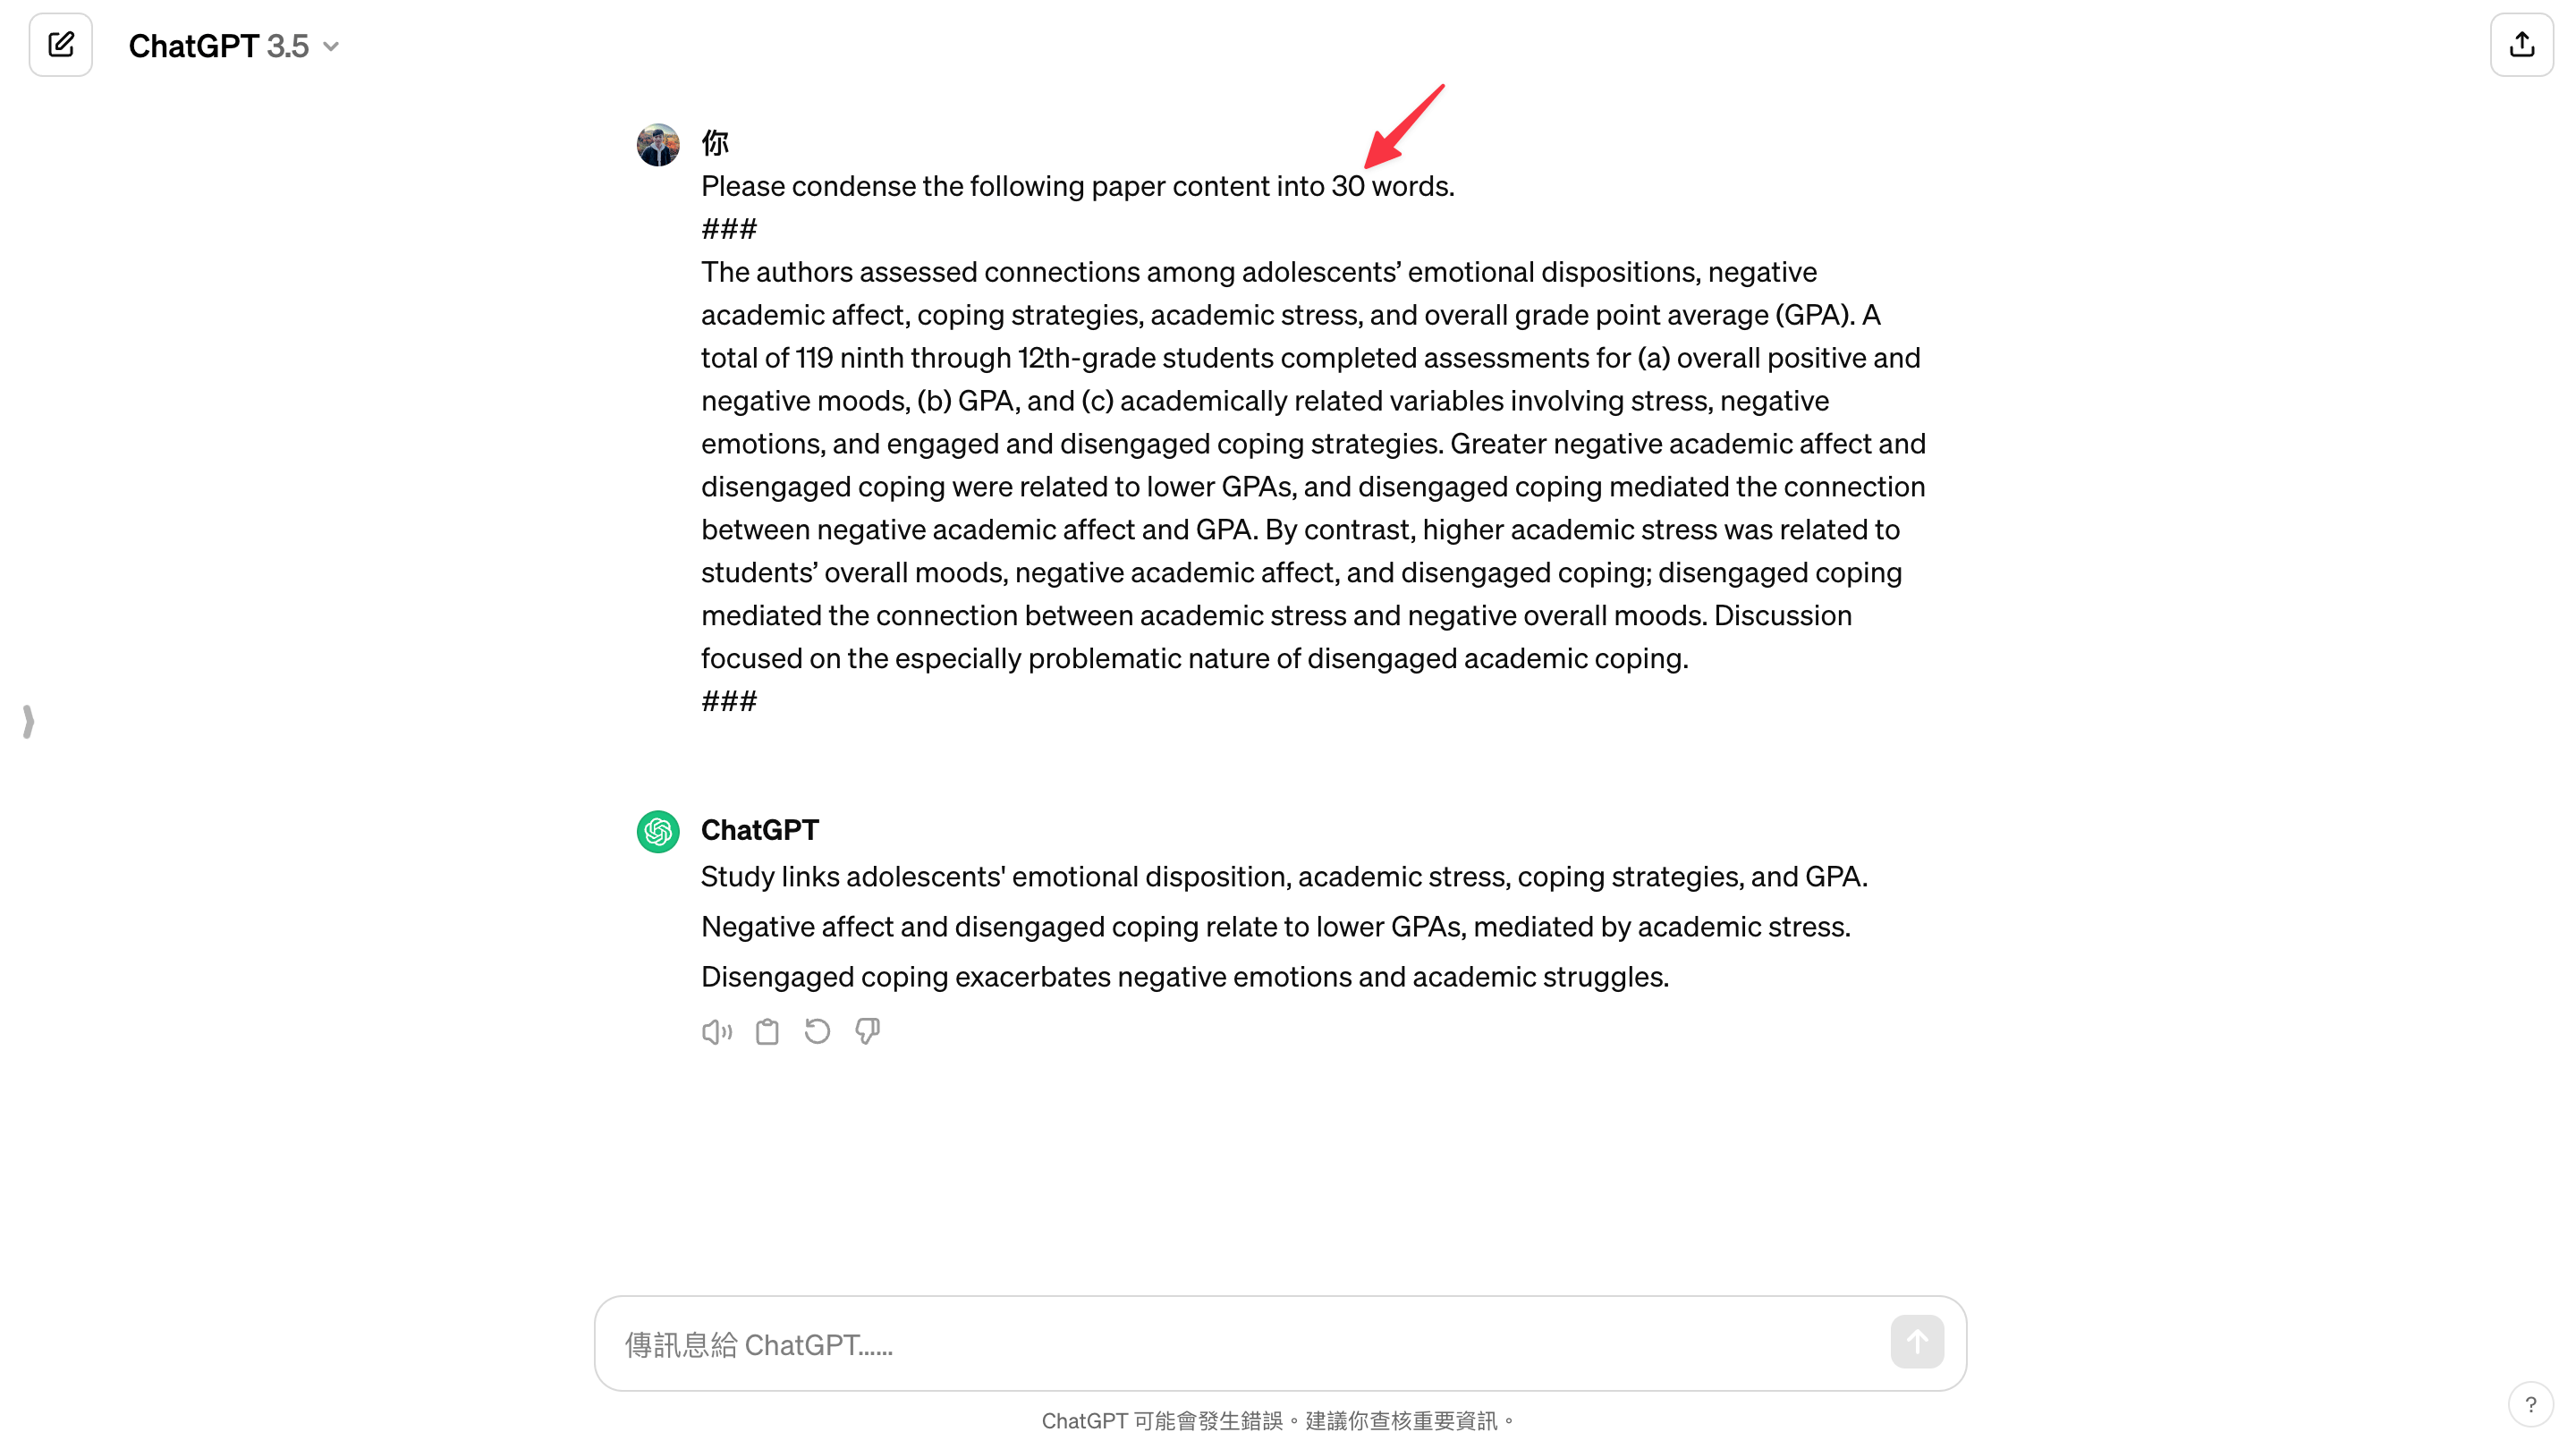 ChatGPT 3.5
你
Please condense the following paper content into 30 words.
###
The authors assessed connections among adolescents’ emotional dispositions, negative
academic affect, coping strategies, academic stress, and overall grade point average (GPA). A
total of 119 ninth through 12th-grade students completed assessments for (a) overall positive and
negative moods, (b) GPA, and (c) academically related variables involving stress, negative
emotions, and engaged and disengaged coping strategies. Greater negative academic affect and
disengaged coping were related to lower GPAs, and disengaged coping mediated the connection
between negative academic affect and GPA. By contrast, higher academic stress was related to
students’ overall moods, negative academic affect, and disengaged coping; disengaged coping
mediated the connection between academic stress and negative overall moods. Discussion
focused on the especially problematic nature of disengaged academic coping.
###
ChatGPT
Study links adolescents' emotional disposition, academic stress, coping strategies, and GPA.
Negative affect and disengaged coping relate to lower GPAs, mediated by academic stress.
Disengaged coping exacerbates negative emotions and academic struggles.
傳訊息給 ChatGPT......
ChatGPT 可能會發生錯誤。建議你查核重要資訊。
?